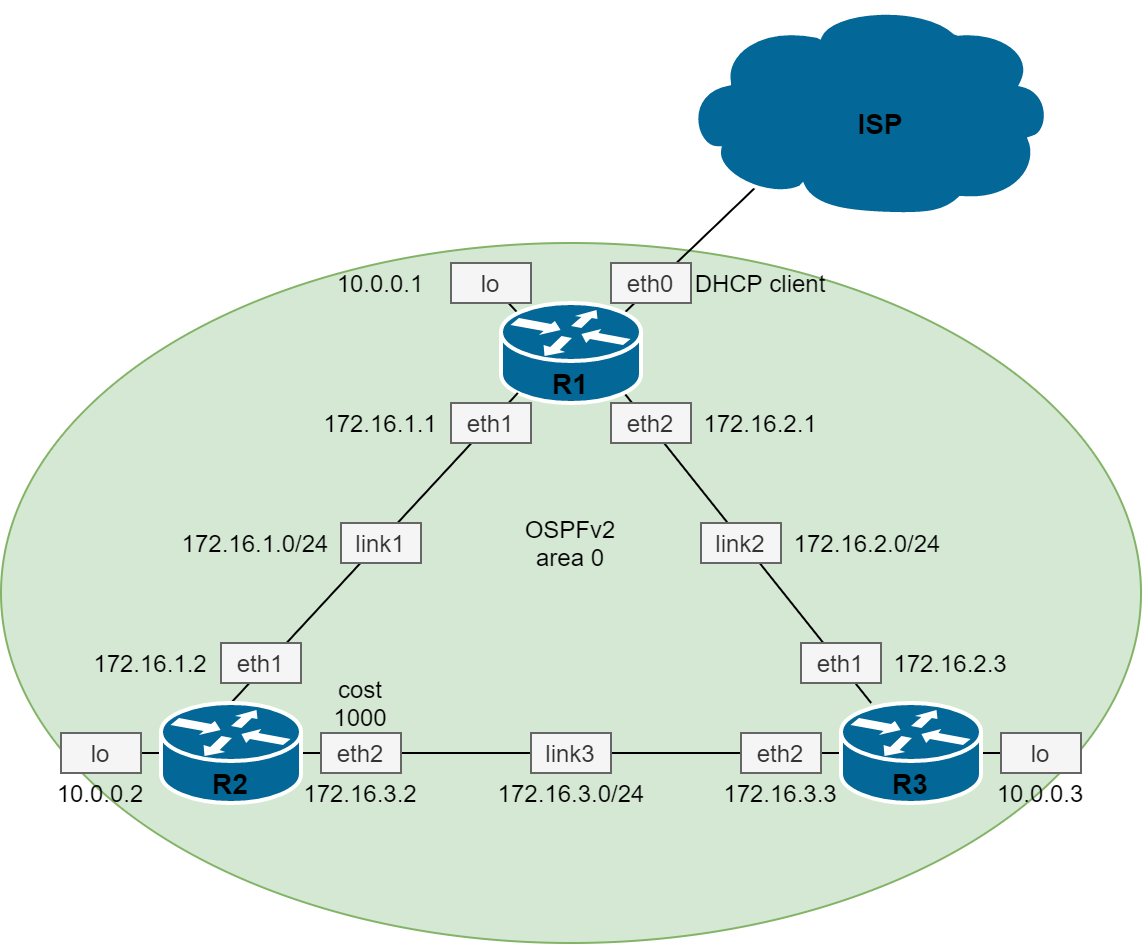 ISP
10.0.0.1
lo
eth0
DHCP client
R1
172.16.1.1
eth1
eth2
172.16.2.1
OSPFv2
area 0
172.16.1.0/24
link1
link2
172.16.2.0/24
172.16.1.2
eth1
eth1
172.16.2.3
cost
1000
lo
R2
eth2
link3
eth2
R3
lo
10.0.0.2
172.16.3.2
172.16.3.0/24
172.16.3.3
10.0.0.3